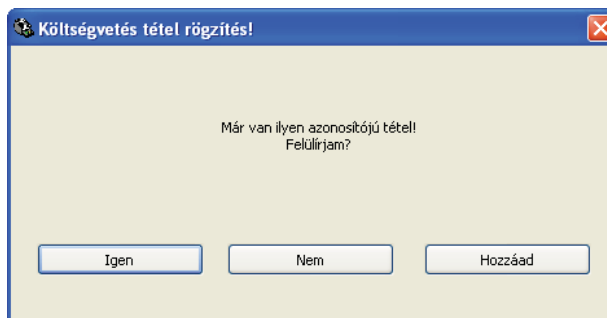 Költségvetés tétel rögzítés!
Már van ilyen azonosítójú tétel!
Felülírjam?
Igen
Nem
Hozzáad